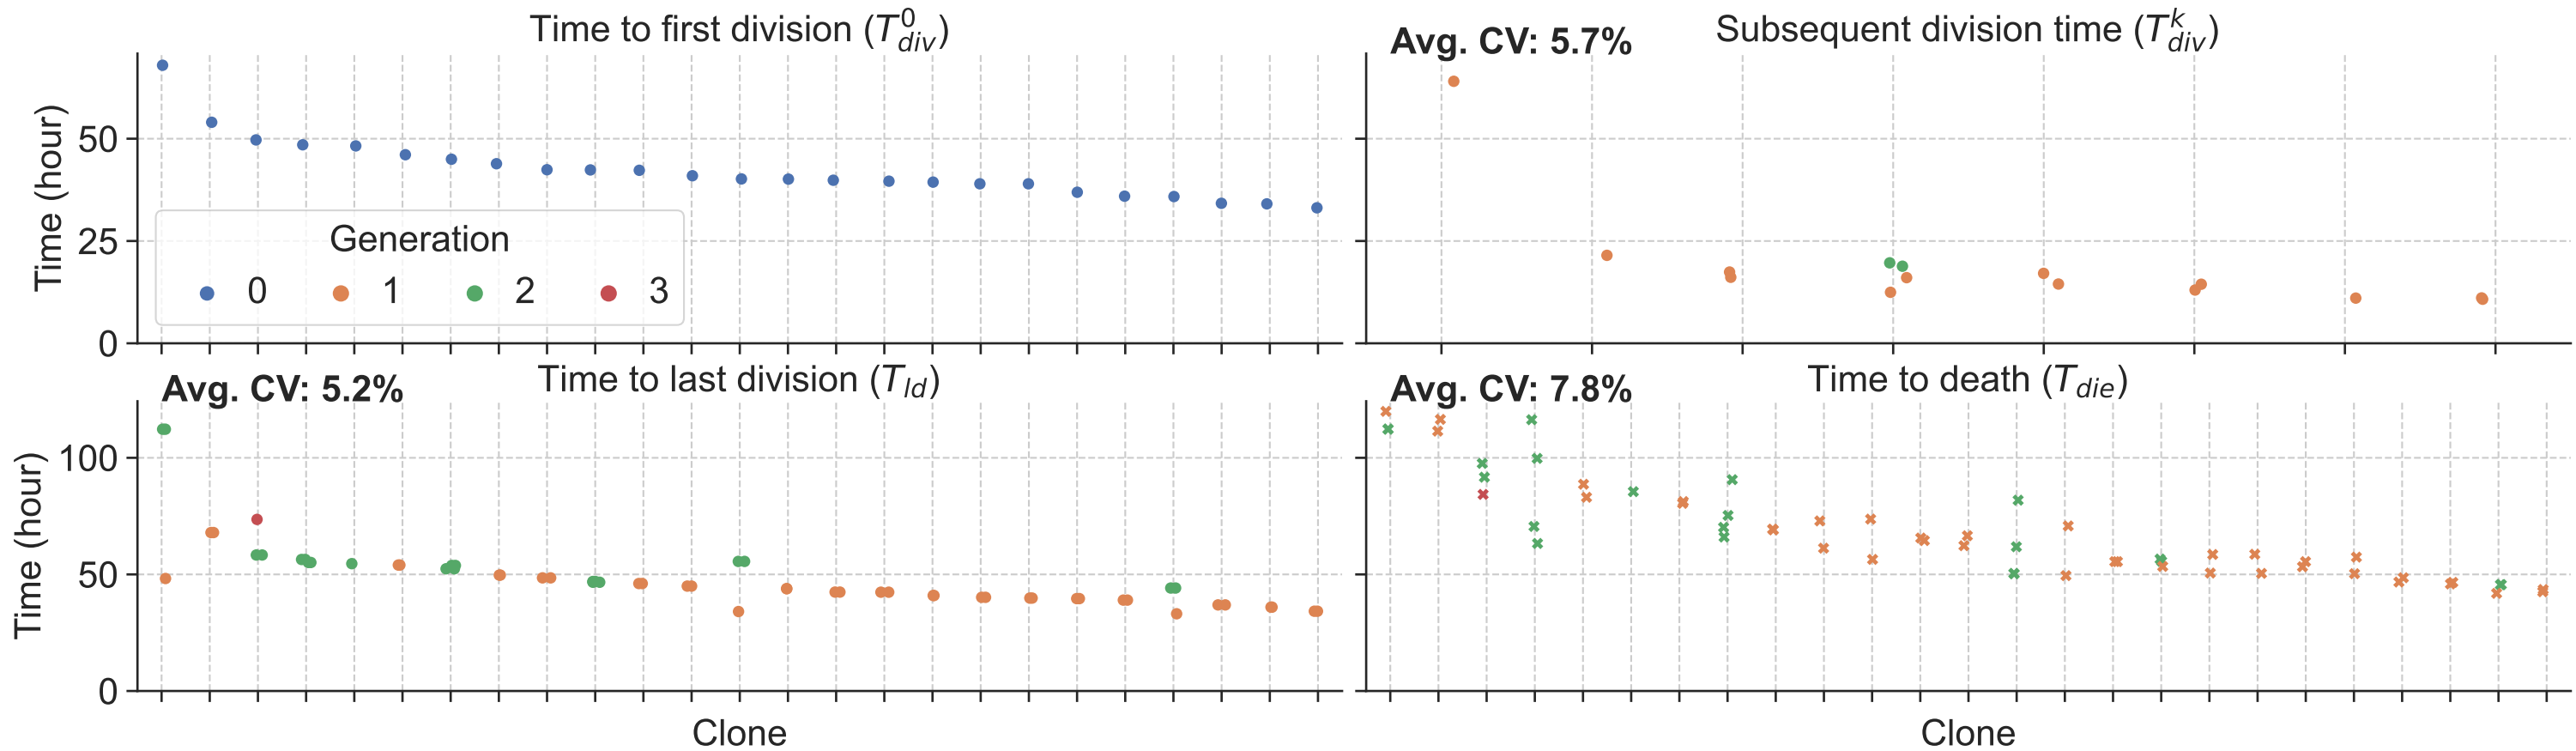 Time to first division (T⁰div)
Time (hour)
50
25
0
Generation
0 1 2 3
Avg. CV: 5.7%
Subsequent division time (Tᵏdiv)
Avg. CV: 5.2%
Time to last division (Tld)
Time (hour)
100
50
0
Clone
Avg. CV: 7.8%
Time to death (Tdie)
Clone